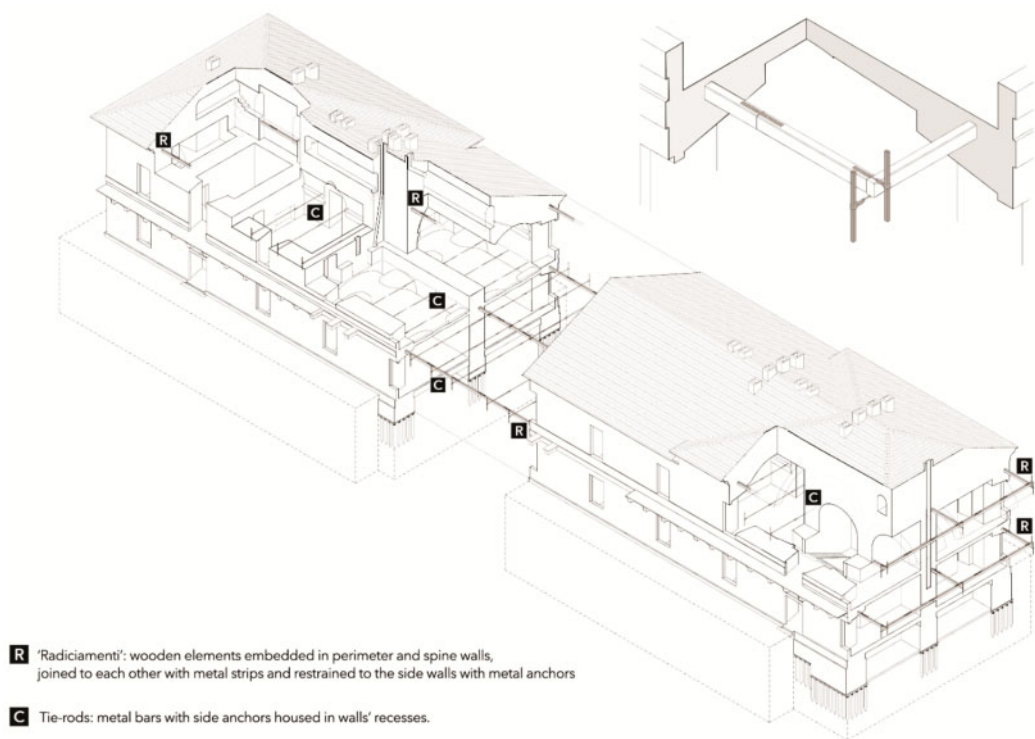 R
R
C
C
C
R
R
C
R
R 'Radiciamenti': wooden elements embedded in perimeter and spine walls,
joined to each other with metal strips and restrained to the side walls with metal anchors
C Tie-rods: metal bars with side anchors housed in walls' recesses.